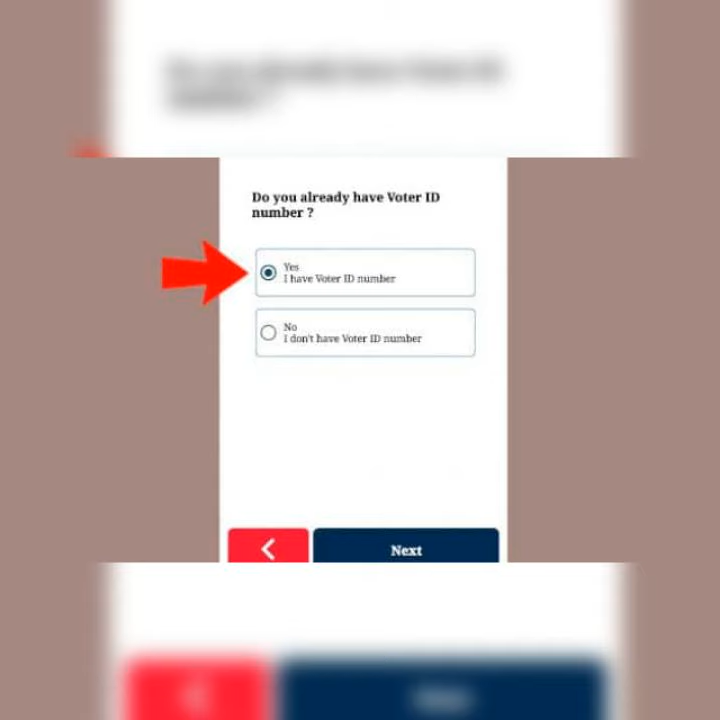 Do you already have Voter ID
number ?
Yes
I have Voter ID number
No
I don't have Voter ID number
Next